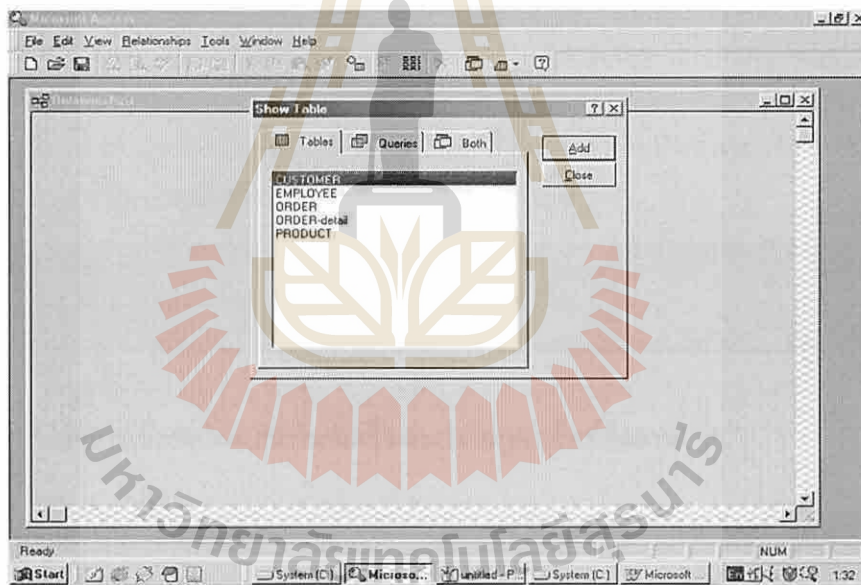 Microsoft Access
File Edit View Relationships Tools Window Help
Relationships
Show Table
Tables
Queries
Both
Add
Close
CUSTOMER
EMPLOYEE
ORDER
ORDER-detail
PRODUCT
มหาวิทยาลัยเทคโนโลยีสุรนารี
Ready
NUM
Start
System (C:)
Microso...
untitled - P...
System (C:)
Microsoft ...
En
1:32